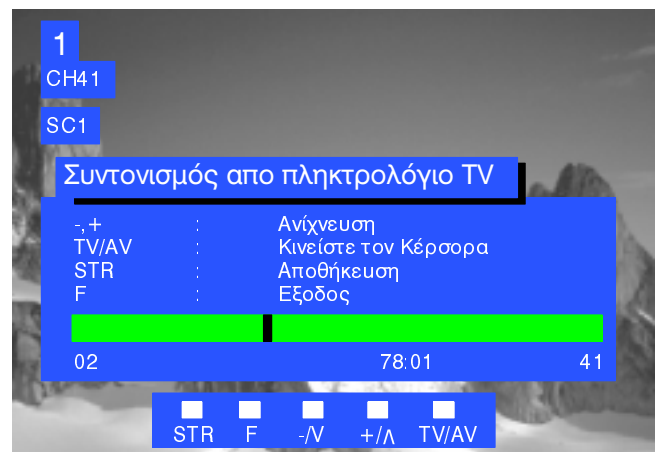 1
CH41
SC1
Συντονισμός απο πληκτρολόγιο TV
-,+ : Ανίχνευση
TV/AV : Κινείστε τον Κέρσορα
STR : Αποθήκευση
F : Εξοδος
02 78:01 41
STR F -/V +/Λ TV/AV